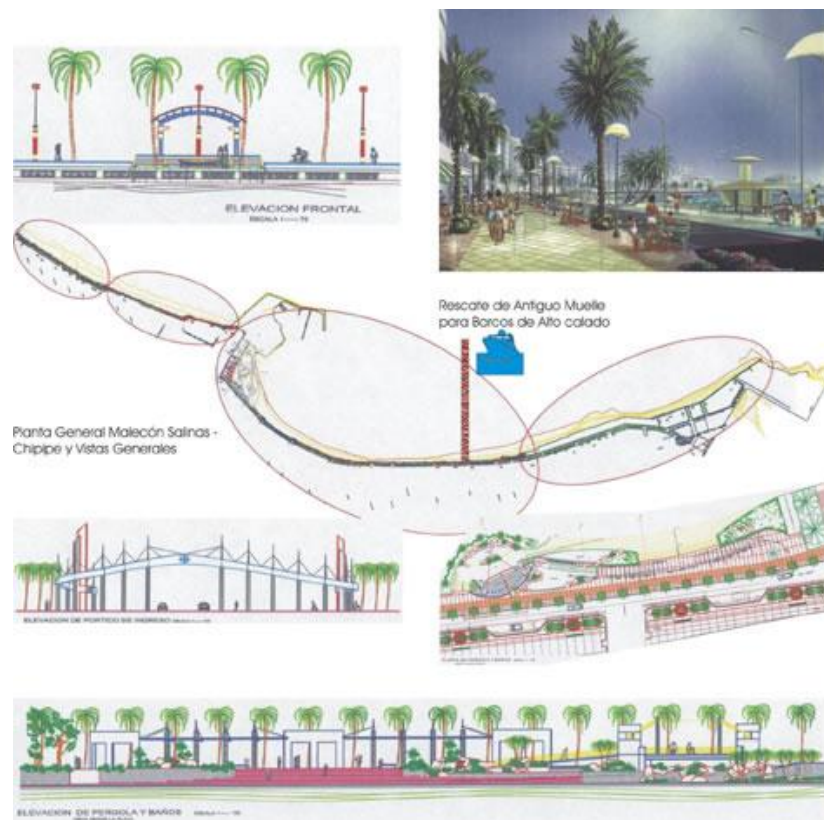 ELEVACION FRONTAL
Rescate de Antiguo Muelle
para Barcos de Alto calado
Planta General Malecón Salinas -
Chipipe y Vistas Generales
ELEVACION DE PORTICO DE INGRESO
ELEVACION DE PERGOLA Y BAÑOS